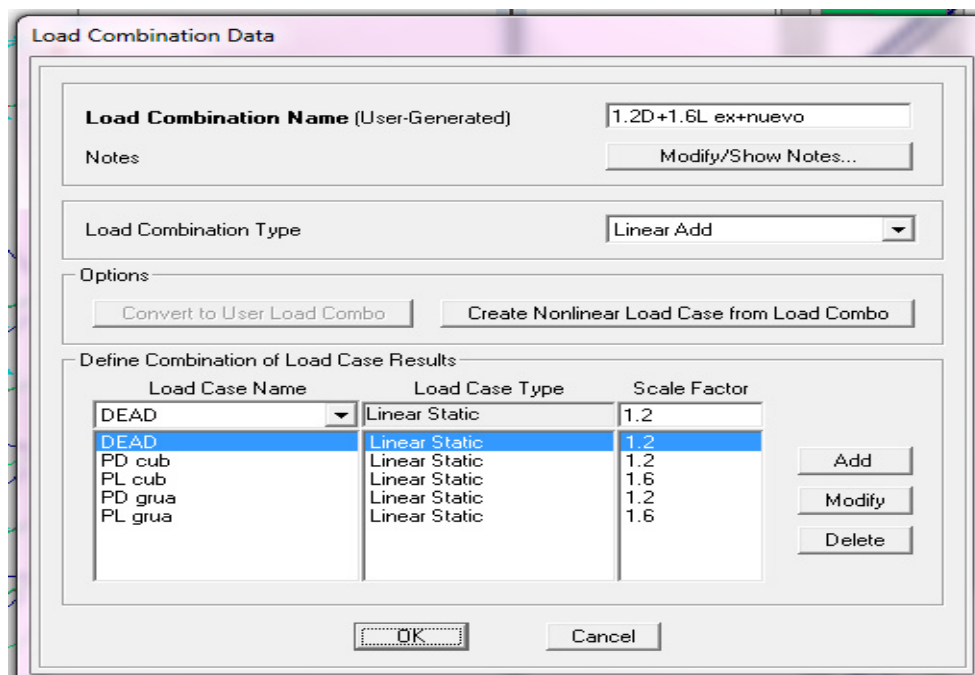 Load Combination Data
Load Combination Name (User-Generated) 1.2D+1.6L ex+nuevo
Notes Modify/Show Notes...
Load Combination Type Linear Add
Options
Convert to User Load Combo Create Nonlinear Load Case from Load Combo
Define Combination of Load Case Results
Load Case Name Load Case Type Scale Factor
DEAD Linear Static 1.2
DEAD Linear Static 1.2
PD cub Linear Static 1.2 Add
PL cub Linear Static 1.6
PD grua Linear Static 1.2 Modify
PL grua Linear Static 1.6
Delete
OK Cancel